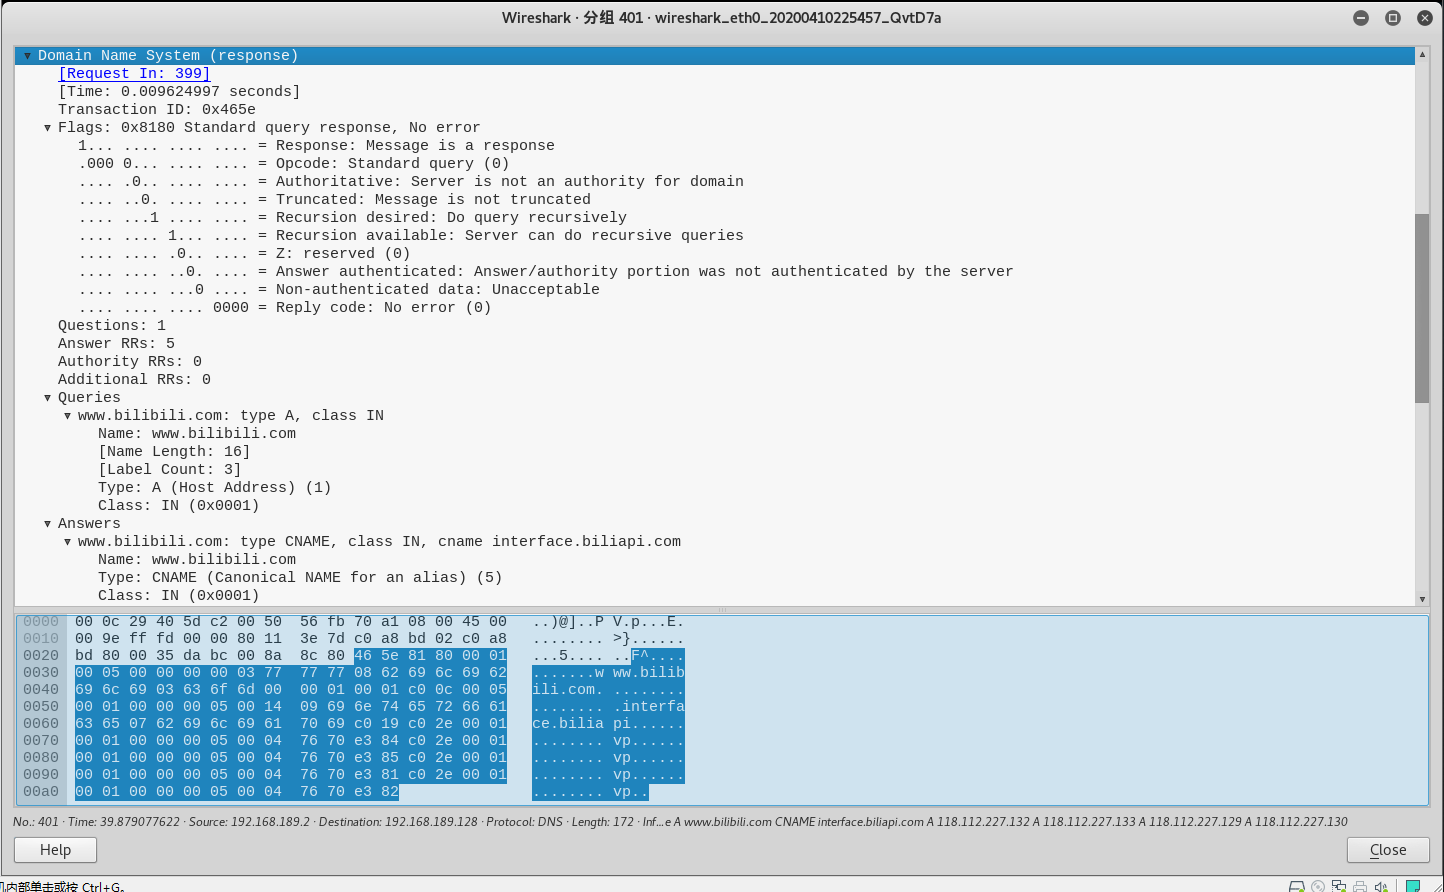 Wireshark · 分组 401 · wireshark_eth0_20200410225457_QvtD7a
Domain Name System (response)
[Request In: 399]
[Time: 0.009624997 seconds]
Transaction ID: 0x465e
Flags: 0x8180 Standard query response, No error
1... .... .... .... = Response: Message is a response
.000 0... .... .... = Opcode: Standard query (0)
.... .0.. .... .... = Authoritative: Server is not an authority for domain
.... ..0. .... .... = Truncated: Message is not truncated
.... ...1 .... .... = Recursion desired: Do query recursively
.... .... 1... .... = Recursion available: Server can do recursive queries
.... .... .0.. .... = Z: reserved (0)
.... .... ..0. .... = Answer authenticated: Answer/authority portion was not authenticated by the server
.... .... ...0 .... = Non-authenticated data: Unacceptable
.... .... .... 0000 = Reply code: No error (0)
Questions: 1
Answer RRs: 5
Authority RRs: 0
Additional RRs: 0
Queries
www.bilibili.com: type A, class IN
Name: www.bilibili.com
[Name Length: 16]
[Label Count: 3]
Type: A (Host Address) (1)
Class: IN (0x0001)
Answers
www.bilibili.com: type CNAME, class IN, cname interface.biliapi.com
Name: www.bilibili.com
Type: CNAME (Canonical NAME for an alias) (5)
Class: IN (0x0001)
0000 00 0c 29 40 5d c2 00 50 56 fb 70 a1 08 00 45 00 ..)@]..P V.p...E.
0010 00 9e ff fd 00 00 80 11 3e 7d c0 a8 bd 02 c0 a8 ........ >}......
0020 bd 80 00 35 da bc 00 8a 8c 80 46 5e 81 80 00 01 ...5.... ..F^....
0030 00 05 00 00 00 00 03 77 77 77 08 62 69 6c 69 62 .......w ww.bilib
0040 69 6c 69 03 63 6f 6d 00 00 01 00 01 c0 0c 00 05 ili.com. ........
0050 00 01 00 00 00 05 00 14 09 69 6e 74 65 72 66 61 ........ .interfa
0060 63 65 07 62 69 6c 69 61 70 69 c0 19 c0 2e 00 01 ce.bilia pi......
0070 00 01 00 00 00 05 00 04 76 70 e3 84 c0 2e 00 01 ........ vp......
0080 00 01 00 00 00 05 00 04 76 70 e3 85 c0 2e 00 01 ........ vp......
0090 00 01 00 00 00 05 00 04 76 70 e3 81 c0 2e 00 01 ........ vp......
00a0 00 01 00 00 00 05 00 04 76 70 e3 82 ........ vp..
No.: 401 · Time: 39.879077622 · Source: 192.168.189.2 · Destination: 192.168.189.128 · Protocol: DNS · Length: 172 · Inf…e A www.bilibili.com CNAME interface.biliapi.com A 118.112.227.132 A 118.112.227.133 A 118.112.227.129 A 118.112.227.130
Help
Close
内部单击或按 Ctrl+G。